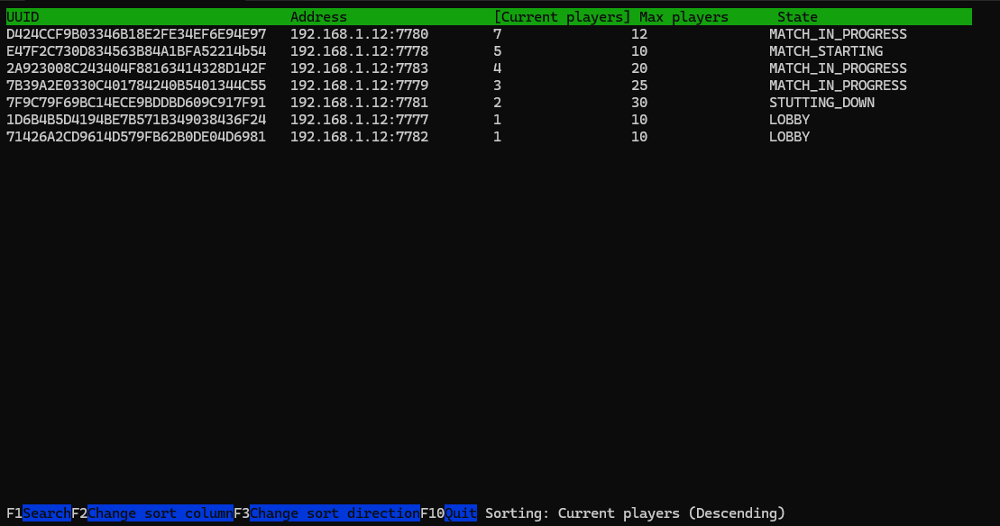 UUID Address [Current players] Max players State
D424CCF9B03346B18E2FE34EF6E94E97 192.168.1.12:7780 7 12 MATCH_IN_PROGRESS
E47F2C730D834563B84A1BFA52214b54 192.168.1.12:7778 5 10 MATCH_STARTING
2A923008C243404F88163414328D142F 192.168.1.12:7783 4 20 MATCH_IN_PROGRESS
7B39A2E0330C401784240B5401344C55 192.168.1.12:7779 3 25 MATCH_IN_PROGRESS
7F9C79F69BC14ECE9BDDBD609C917F91 192.168.1.12:7781 2 30 STUTTING_DOWN
1D6B4B5D4194BE7B571B349038436F24 192.168.1.12:7777 1 10 LOBBY
71426A2CD9614D579FB62B0DE04D6981 192.168.1.12:7782 1 10 LOBBY
F1Search F2Change sort column F3Change sort direction F10Quit Sorting: Current players (Descending)